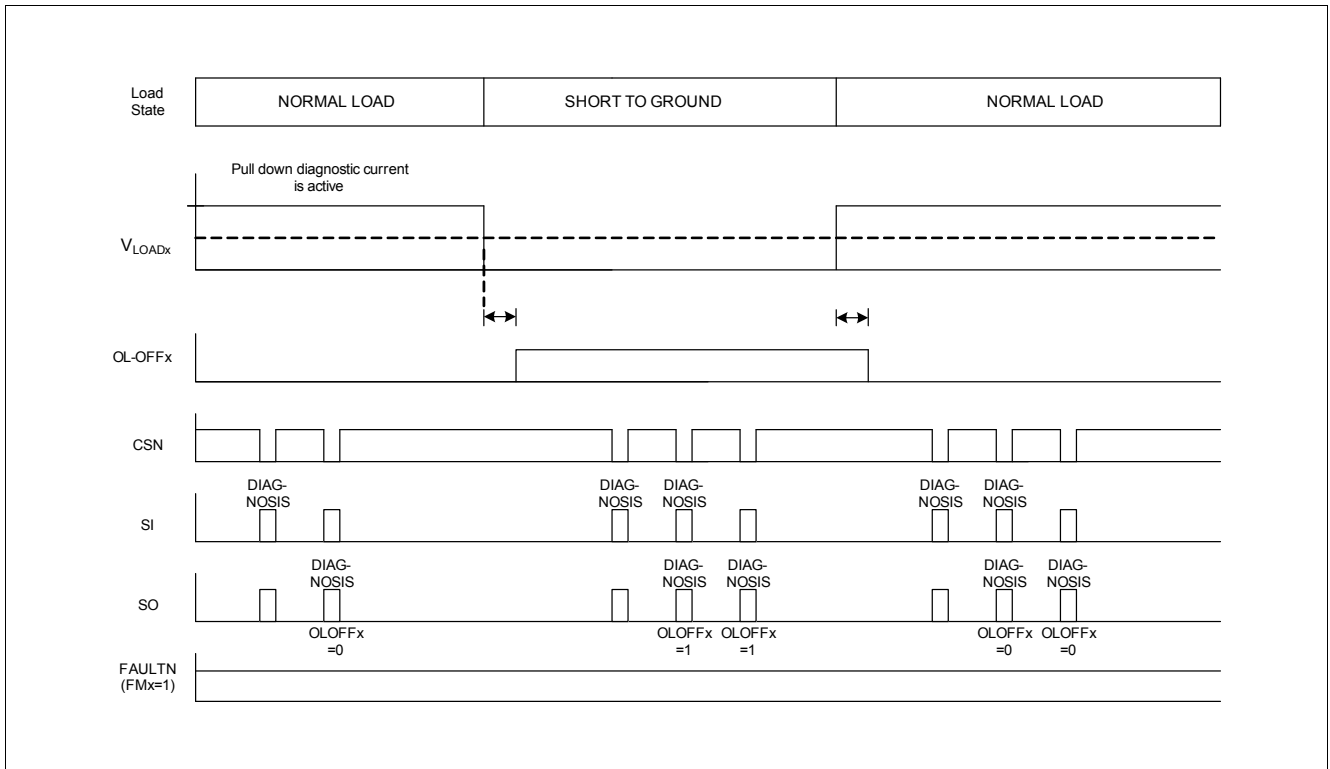 Load
State
NORMAL LOAD
SHORT TO GROUND
NORMAL LOAD
Pull down diagnostic current
is active
VLOADx
OL-OFFx
CSN
DIAG-
NOSIS
DIAG-
NOSIS
DIAG-
NOSIS
DIAG-
NOSIS
DIAG-
NOSIS
SI
DIAG-
NOSIS
DIAG-
NOSIS
DIAG-
NOSIS
DIAG-
NOSIS
DIAG-
NOSIS
SO
OLOFFx
=0
OLOFFx
=1
OLOFFx
=1
OLOFFx
=0
OLOFFx
=0
FAULTN
(FMx=1)